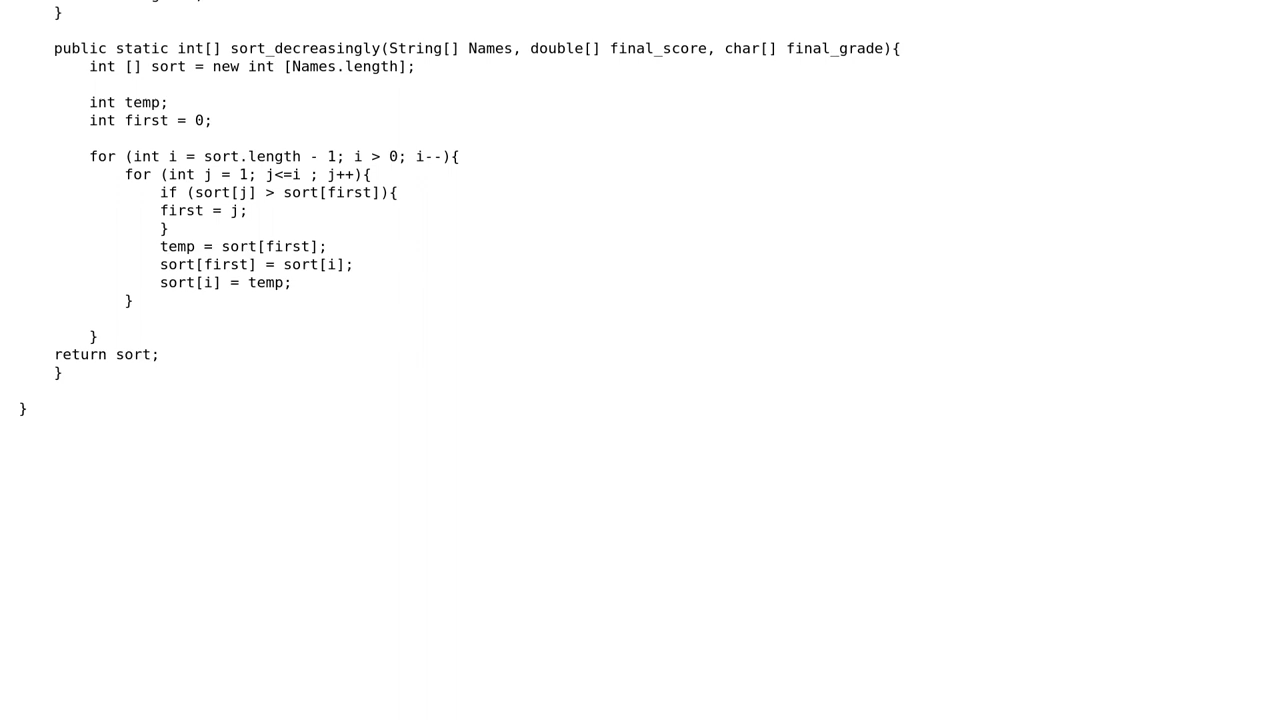 }
public static int[] sort_decreasingly(String[] Names, double[] final_score, char[] final_grade){
int [] sort = new int [Names.length];
int temp;
int first = 0;
for (int i = sort.length - 1; i > 0; i--){
for (int j = 1; j<=i ; j++){
if (sort[j] > sort[first]){
first = j;
}
temp = sort[first];
sort[first] = sort[i];
sort[i] = temp;
}
}
return sort;
}
}